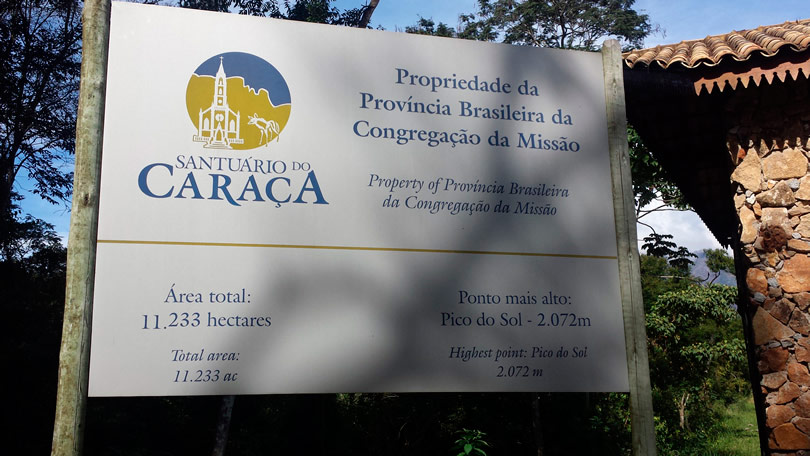 SANTUÁRIO DO
CARAÇA
Propriedade da
Província Brasileira da
Congregação da Missão
Property of Província Brasileira
da Congregação da Missão
Área total:
11.233 hectares
Total area:
11.233 ac
Ponto mais alto:
Pico do Sol - 2.072m
Highest point: Pico do Sol
2.072 m